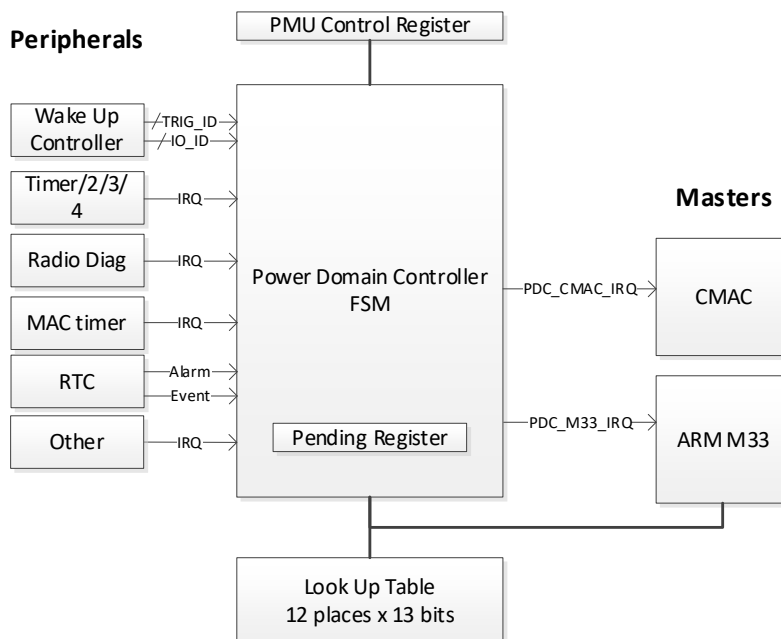 PMU Control Register
Peripherals
Wake Up
Controller
TRIG_ID
IO_ID
Timer/2/3/
4
IRQ
Radio Diag
IRQ
MAC timer
IRQ
RTC
Alarm
Event
Other
IRQ
Power Domain Controller
FSM
Pending Register
PDC_CMAC_IRQ
PDC_M33_IRQ
Masters
CMAC
ARM M33
Look Up Table
12 places x 13 bits